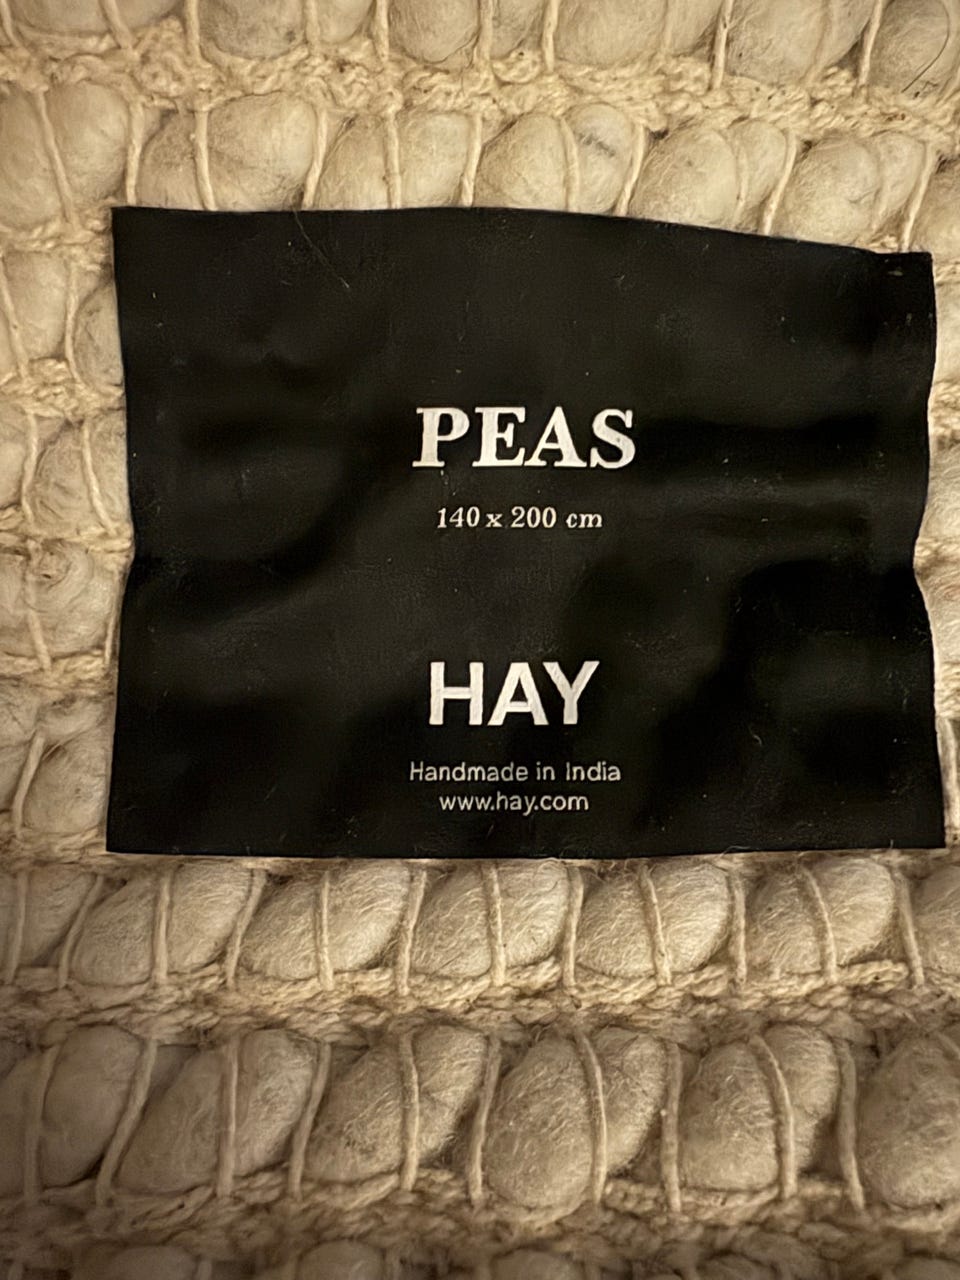 PEAS
140 x 200 cm
HAY
Handmade in India
www.hay.com